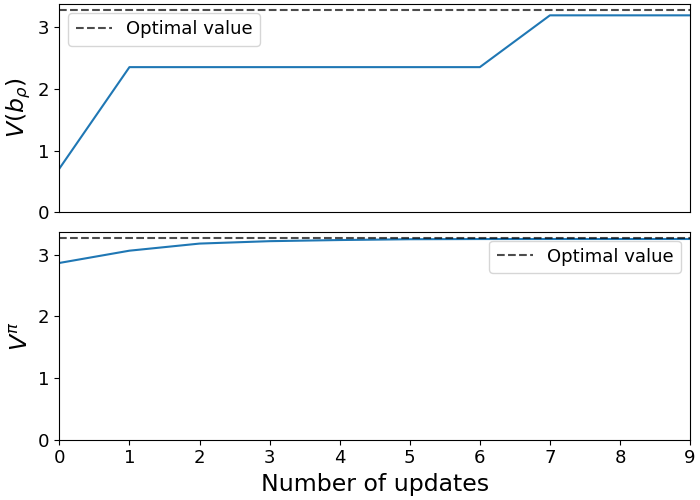 3
2
1
0
V(b_ρ)
Optimal value
3
2
1
0
V^π
Optimal value
0 1 2 3 4 5 6 7 8 9
Number of updates